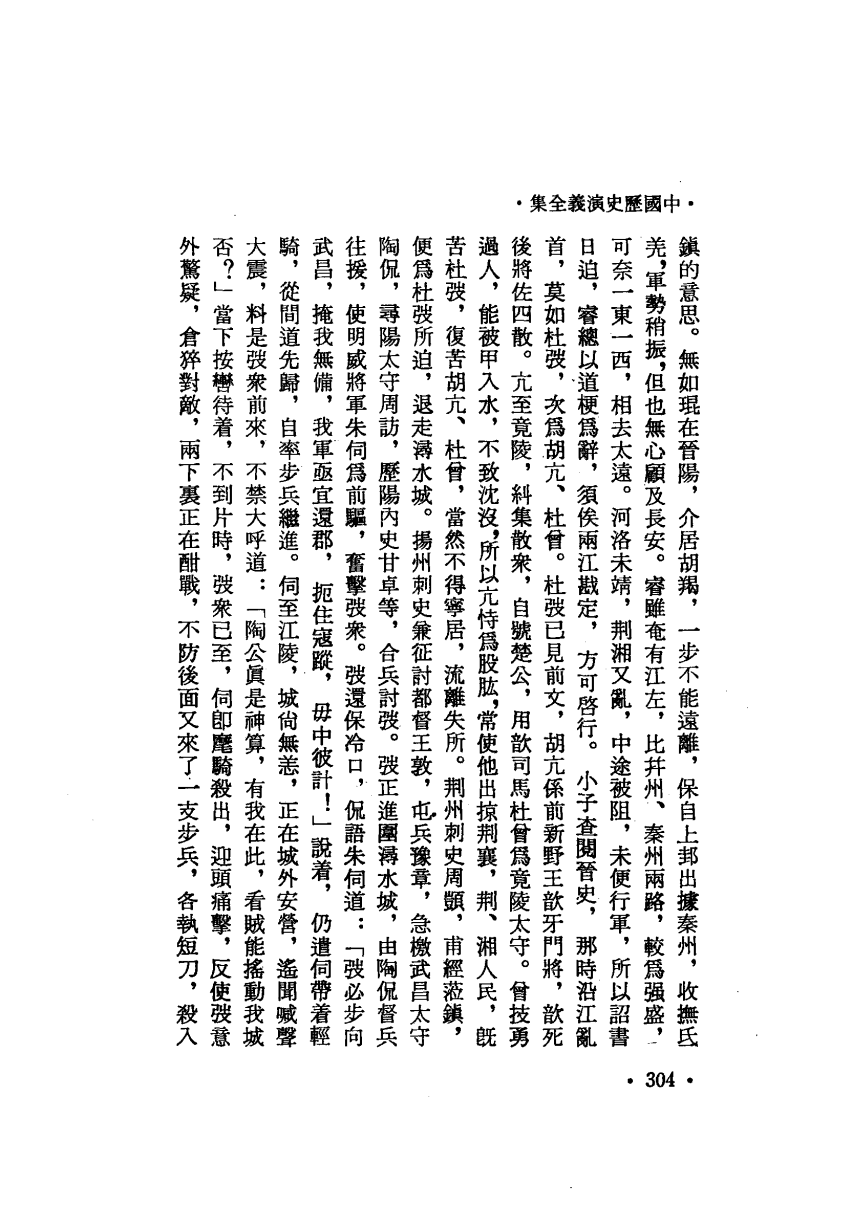 ·中國歷史演義全集·
鎮的意思。無如琨在晉陽，介居胡羯，一步不能遠離，保自上邽出據秦州，收撫氐
羌，軍勢稍振，但也無心顧及長安。睿雖奄有江左，比幷州、秦州兩路，較爲强盛，
可奈一東一西，相去太遠。河洛未靖，荆湘又亂，中途被阻，未便行軍，所以詔書
日迫，睿總以道梗爲辭，須俟兩江戡定，方可啓行。小子查閱晉史，那時沿江亂
首，莫如杜弢，次爲胡亢、杜曾。杜弢已見前文，胡亢係前新野王歆牙門將，歆死
後將佐四散。亢至竟陵，糾集散衆，自號楚公，用歆司馬杜曾爲竟陵太守。曾技勇
過人，能被甲入水，不致沈沒，所以亢恃爲股肱，常使他出掠荆襄，荆、湘人民，旣
苦杜弢，復苦胡亢、杜曾，當然不得寧居，流離失所。荆州刺史周顗，甫經蒞鎮，
便爲杜弢所迫，退走潯水城。揚州刺史兼征討都督王敦，屯兵豫章，急檄武昌太守
陶侃，尋陽太守周訪，歷陽內史甘卓等，合兵討弢。弢正進圍潯水城，由陶侃督兵
往援，使明威將軍朱伺爲前驅，奮擊弢衆。弢還保冷口，侃語朱伺道：「弢必步向
武昌，掩我無備，我軍亟宜還郡，扼住寇蹤，毋中彼計！」說着，仍遣伺帶着輕
騎，從間道先歸，自率步兵繼進。伺至江陵，城尙無恙，正在城外安營，遙聞喊聲
大震，料是弢衆前來，不禁大呼道：「陶公眞是神算，有我在此，看賊能搖動我城
否？」當下按轡待着，不到片時，弢衆已至，伺卽麾騎殺出，迎頭痛擊，反使弢意
外驚疑，倉猝對敵，兩下裏正在酣戰，不防後面又來了一支步兵，各執短刀，殺入
·304·